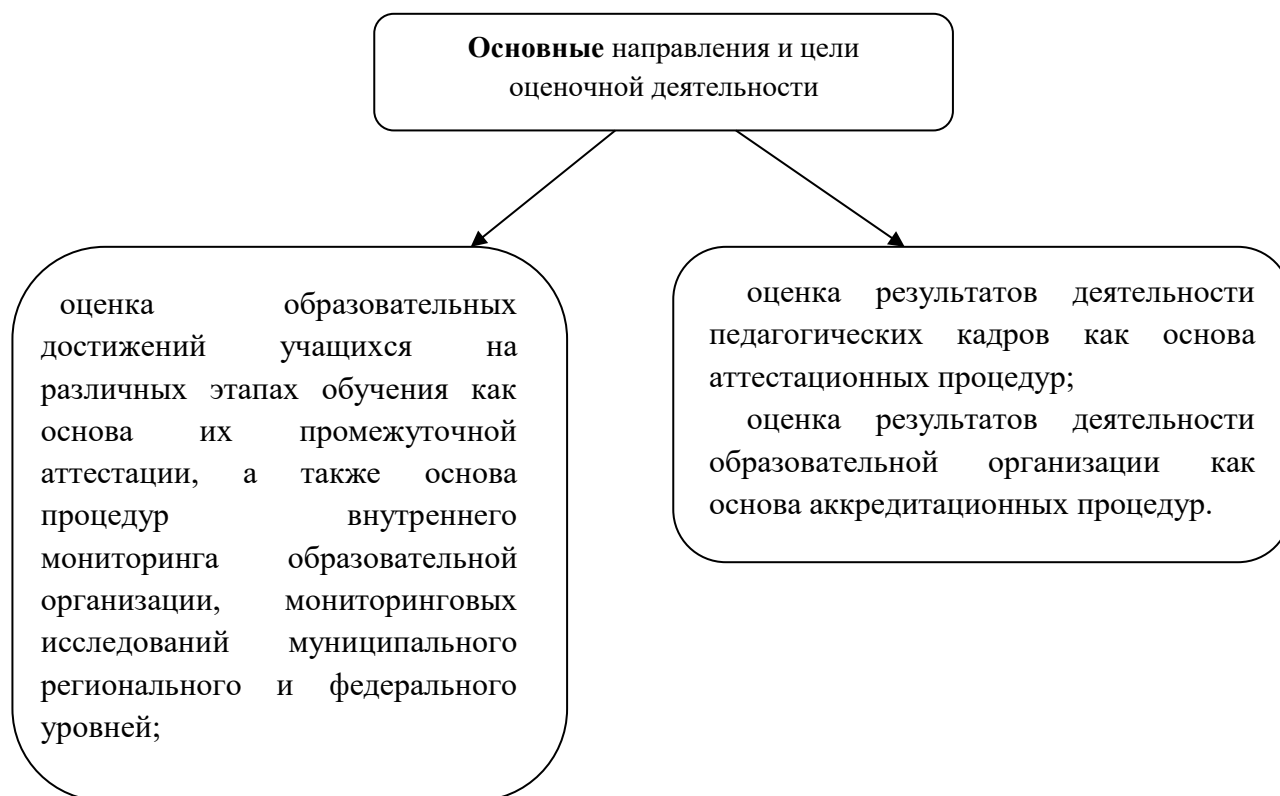 Основные направления и цели
оценочной деятельности
оценка образовательных
достижений учащихся на
различных этапах обучения как
основа их промежуточной
аттестации, а также основа
процедур внутреннего
мониторинга образовательной
организации, мониторинговых
исследований муниципального
регионального и федерального
уровней;
оценка результатов деятельности
педагогических кадров как основа
аттестационных процедур;
оценка результатов деятельности
образовательной организации как
основа аккредитационных процедур.